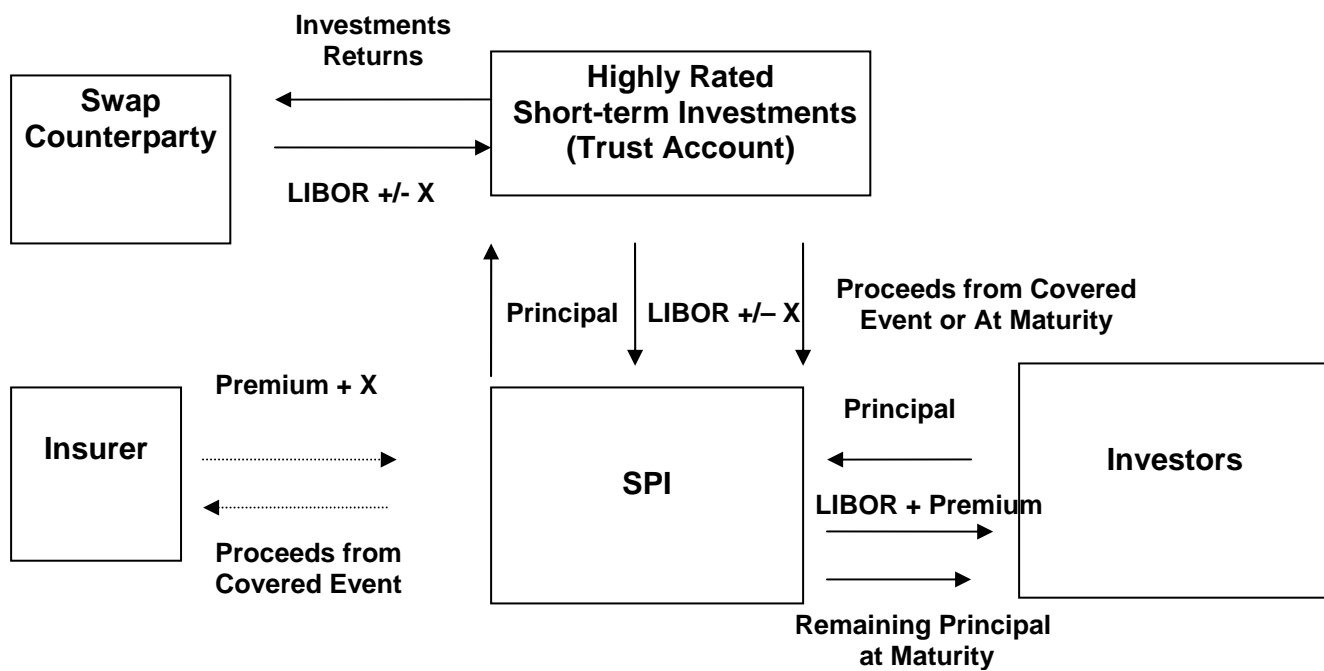 Investments
Returns
Swap
Counterparty
Highly Rated
Short-term Investments
(Trust Account)
LIBOR +/- X
Principal
LIBOR +/– X
Proceeds from Covered
Event or At Maturity
Premium + X
Insurer
Proceeds from
Covered Event
SPI
Principal
LIBOR + Premium
Investors
Remaining Principal
at Maturity